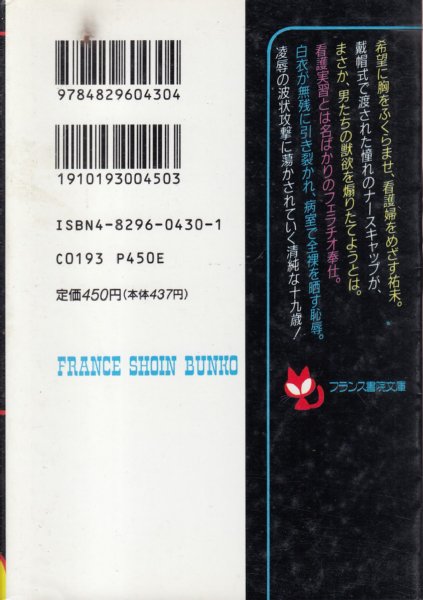 希望に胸をふくらませ、看護婦をめざす祐未。
戴帽式で渡された憧れのナースキャップが、
まさか、男たちの獣欲を煽りたてようとは。
看護実習とは名ばかりのフェラチオ奉仕。
白衣が無残に引き裂かれ、病室で全裸を晒す恥辱。
凌辱の波状攻撃に蕩かされていく清純な十九歳!
フランス書院文庫
9784829604304
1910193004503
ISBN4-8296-0430-1
C0193 P450E
定価450円(本体437円)
FRANCE SHOIN BUNKO